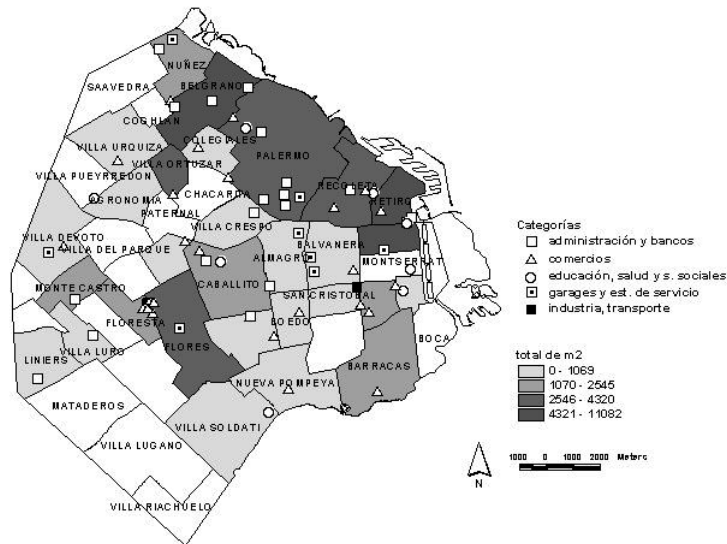 NUÑEZ
SAAVEDRA
BELGRANO
COGHLAN
COLEGIALES
VILLA URQUIZA
VILLA ORTUZAR
PALERMO
VILLA PUEYRREDON
RECOLETA
CHACARITA
AGRONOMIA
RETIRO
PATERNAL
VILLA CRESPO
VILLA DEVOTO
VILLA DEL PARQUE
BALVANERA
ALMAGRO
MONTSERRAT
MONTE CASTRO
CABALLITO
SAN CRISTOBAL
FLORESTA
BOEDO
BOCA
FLORES
VILLA LURO
LINIERS
BARRACAS
NUEVA POMPEYA
MATADEROS
VILLA SOLDATI
VILLA LUGANO
VILLA RIACHUELO
Categorías
administración y bancos
comercios
educación, salud y s. sociales
garages y est. de servicio
industria, transporte
total de m2
0 - 1069
1070 - 2545
2546 - 4320
4321 - 11082
N
1000 0 1000 2000 Meters